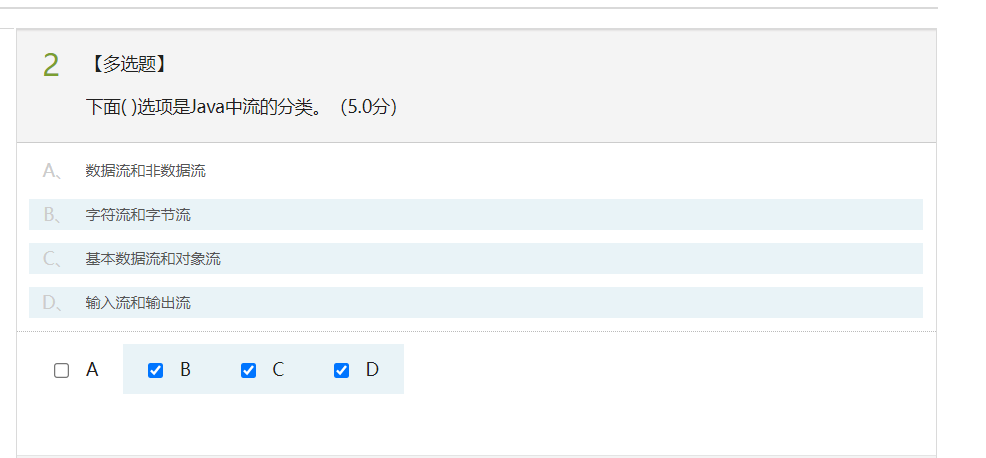 2 【多选题】
下面( )选项是Java中流的分类。（5.0分）
A、 数据流和非数据流
B、 字符流和字节流
C、 基本数据流和对象流
D、 输入流和输出流
A B C D